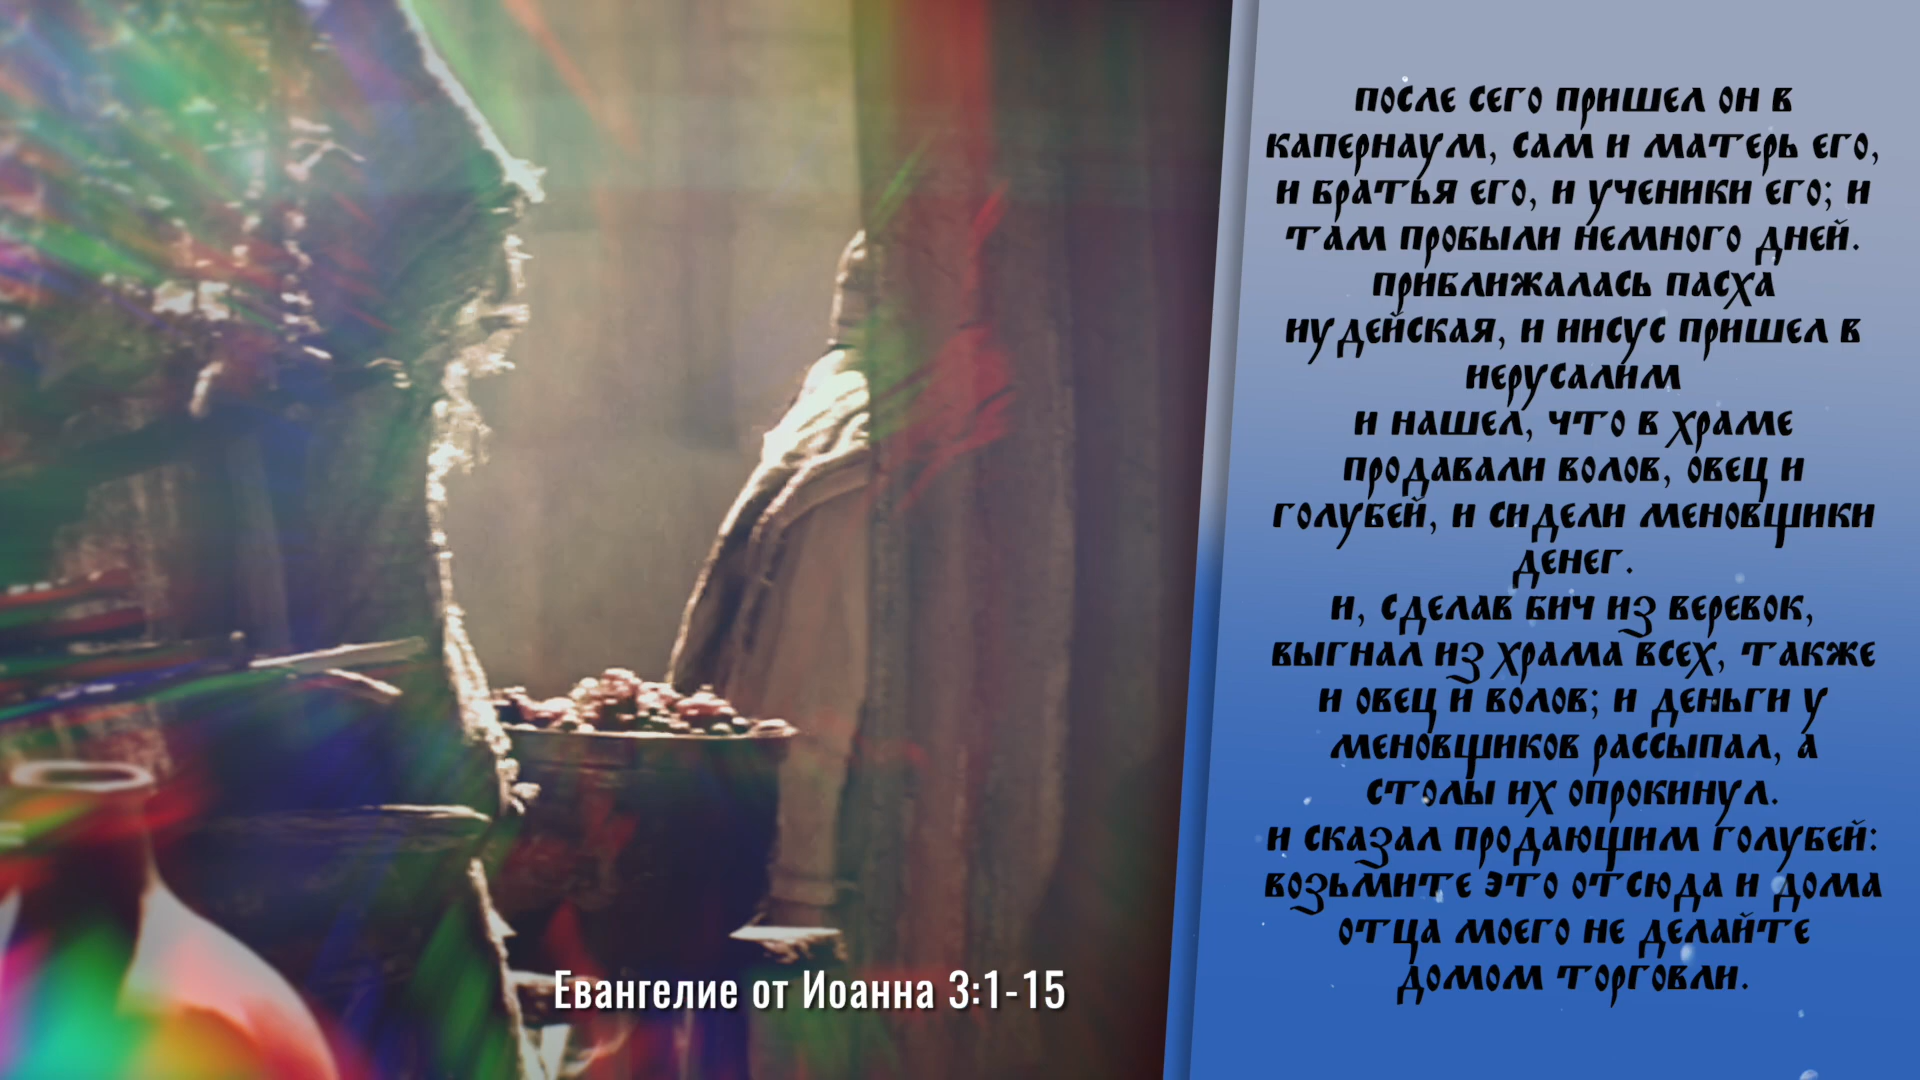 после сего пришел он в
капернаум, сам и матерь его,
и братья его, и ученики его; и
там пробыли немного дней.
приближалась пасха
иудейская, и иисус пришел в
иерусалим
и нашел, что в храме
продавали волов, овец и
голубей, и сидели меновщики
денег.
и, сделав бич из веревок,
выгнал из храма всех, также
и овец и волов; и деньги у
меновщиков рассыпал, а
столы их опрокинул.
и сказал продающим голубей:
возьмите это отсюда и дома
отца моего не делайте
домом торговли.
Евангелие от Иоанна 3:1-15